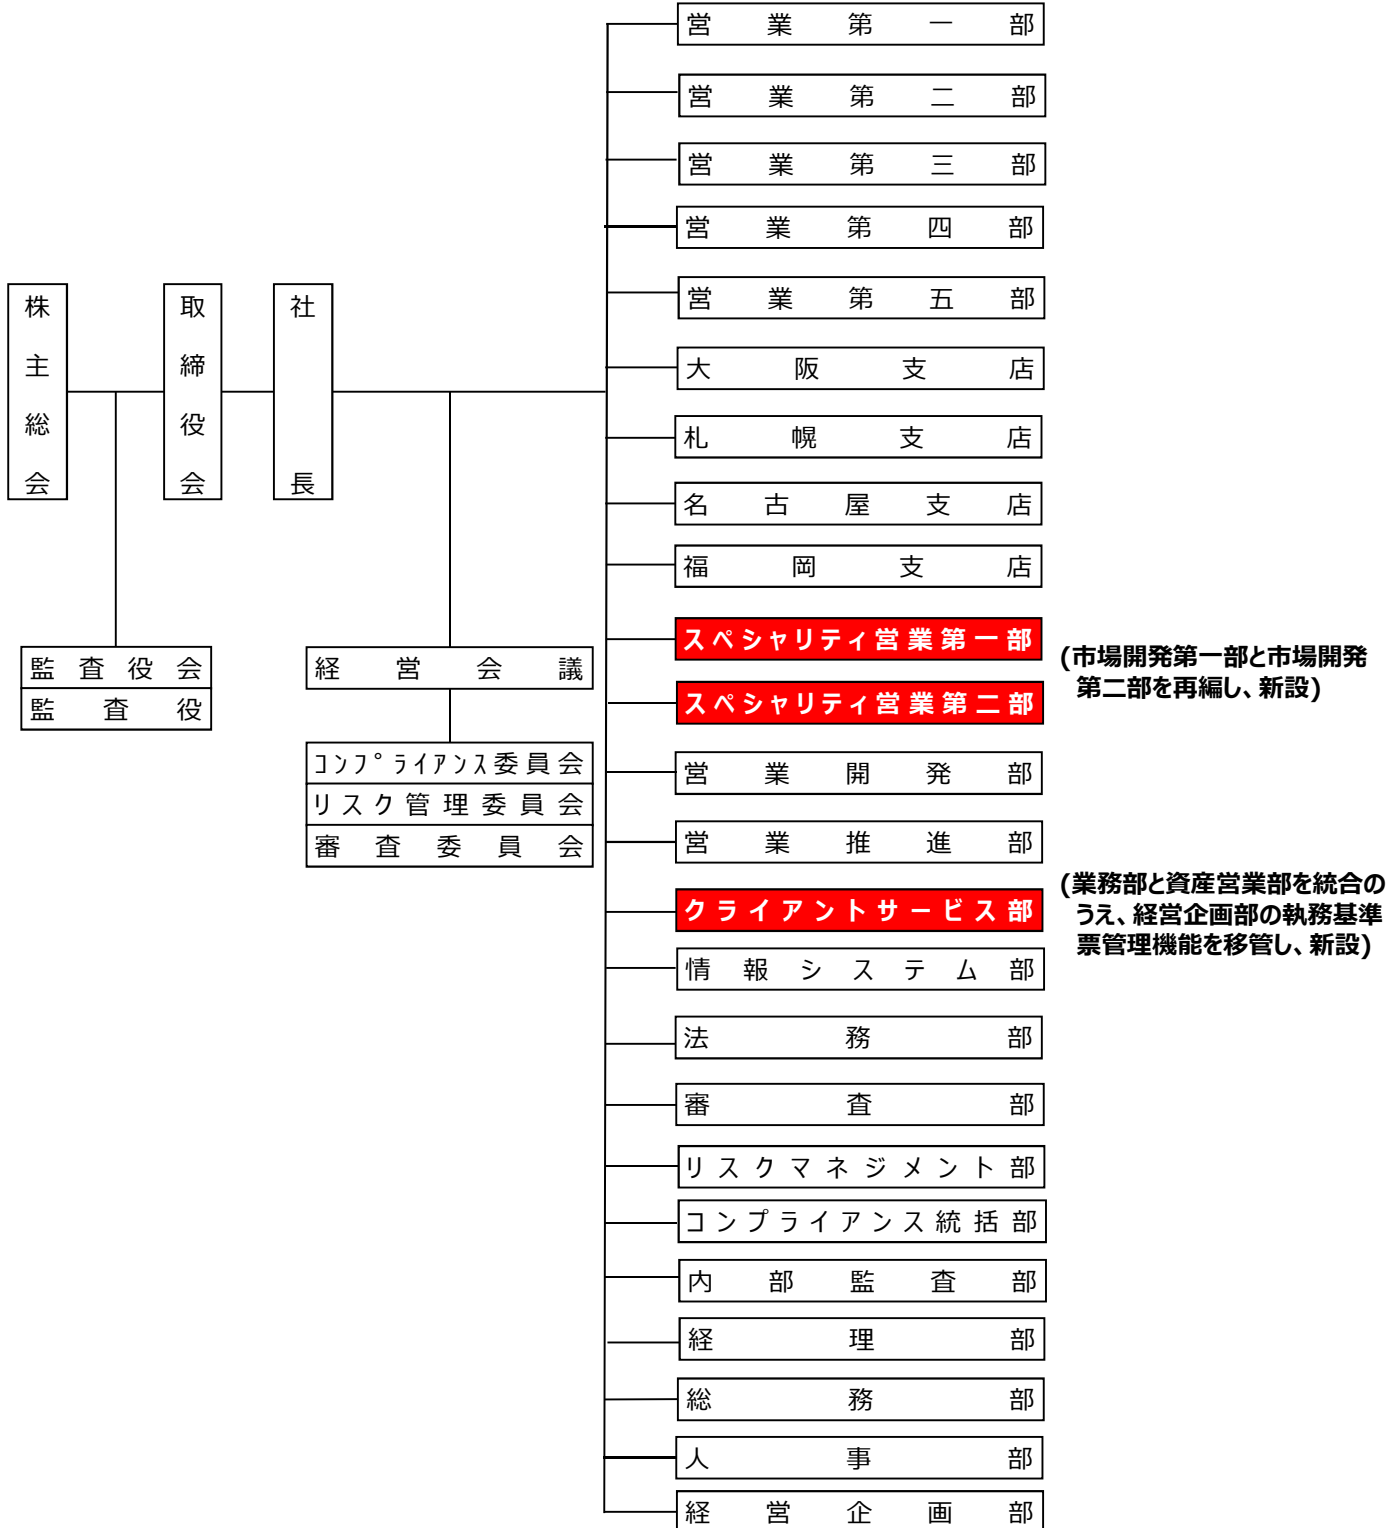 株主総会
取締役会
社長
監査役会
監査役
経営会議
コンプライアンス委員会
リスク管理委員会
審査委員会
営業第一部
営業第二部
営業第三部
営業第四部
営業第五部
大阪支店
札幌支店
名古屋支店
福岡支店
スペシャリティ営業第一部
スペシャリティ営業第二部
(市場開発第一部と市場開発
第二部を再編し、新設)
営業開発部
営業推進部
クライアントサービス部
(業務部と資産営業部を統合の
うえ、経営企画部の執務基準
票管理機能を移管し、新設)
情報システム部
法務部
審査部
リスクマネジメント部
コンプライアンス統括部
内部監査部
経理部
総務部
人事部
経営企画部